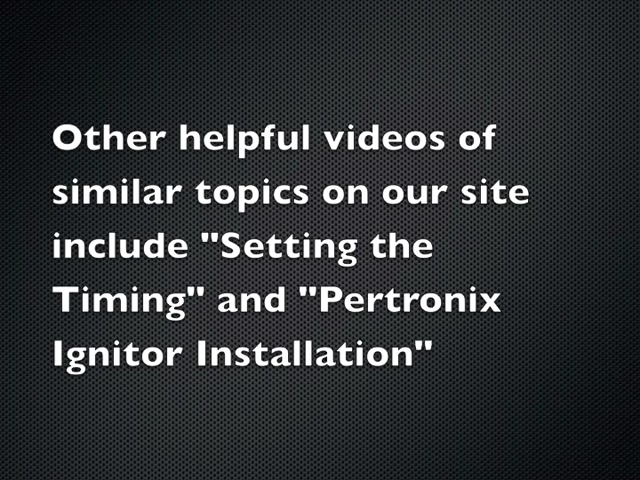 Other helpful videos of
similar topics on our site
include "Setting the
Timing" and "Pertronix
Ignitor Installation"